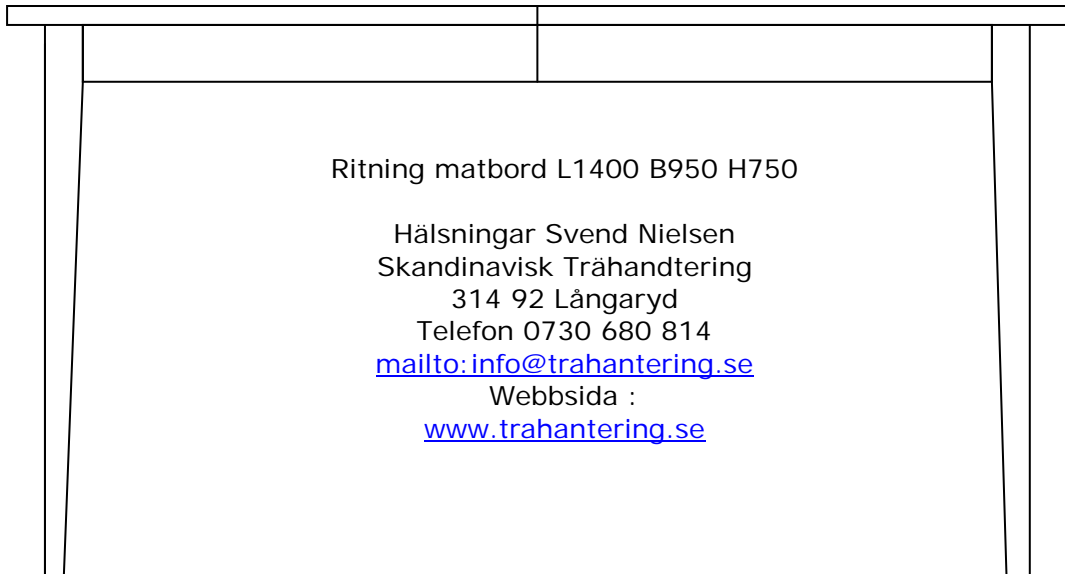 Ritning matbord L1400 B950 H750
Hälsningar Svend Nielsen
Skandinavisk Trähandtering
314 92 Långaryd
Telefon 0730 680 814
mailto:info@trahantering.se
Webbsida :
www.trahantering.se